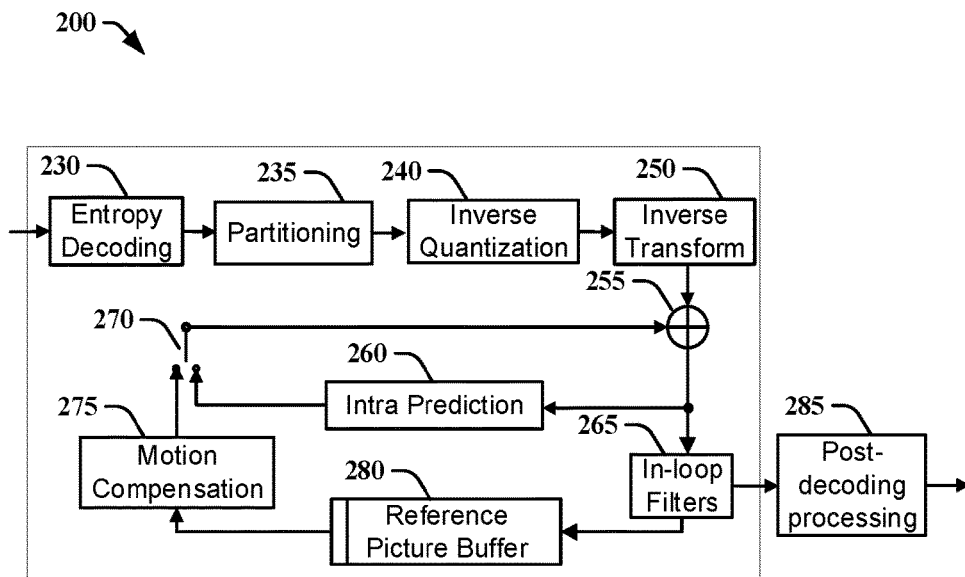 200
230
235
240
250
Entropy
Decoding
Partitioning
Inverse
Quantization
Inverse
Transform
255
270
260
Intra Prediction
275
Motion
Compensation
280
Reference
Picture Buffer
265
In-loop
Filters
285
Post-
decoding
processing